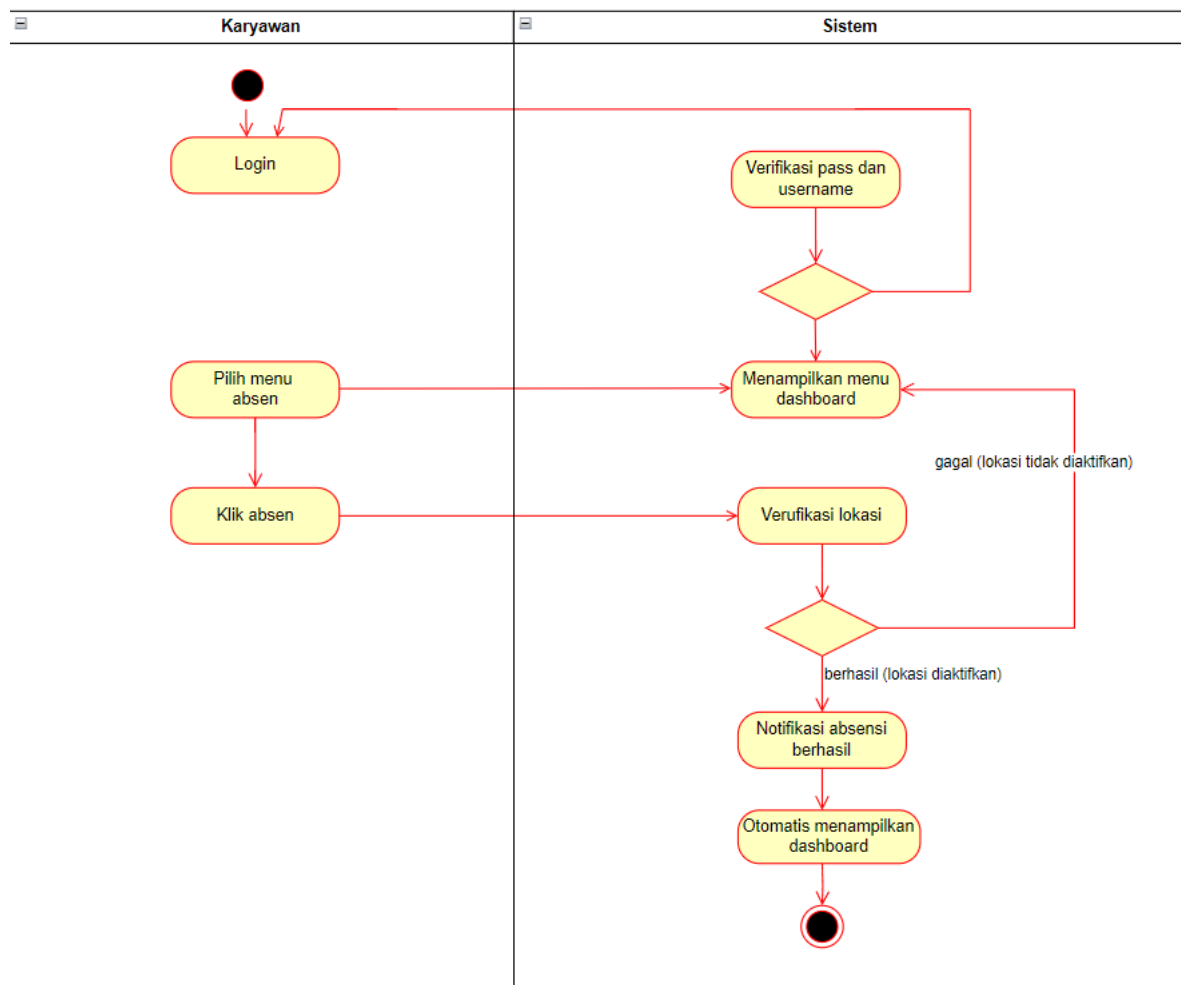 Karyawan
Sistem
Login
Verifikasi pass dan
username
Pilih menu
absen
Menampilkan menu
dashboard
gagal (lokasi tidak diaktifkan)
Klik absen
Verufikasi lokasi
berhasil (lokasi diaktifkan)
Notifikasi absensi
berhasil
Otomatis menampilkan
dashboard